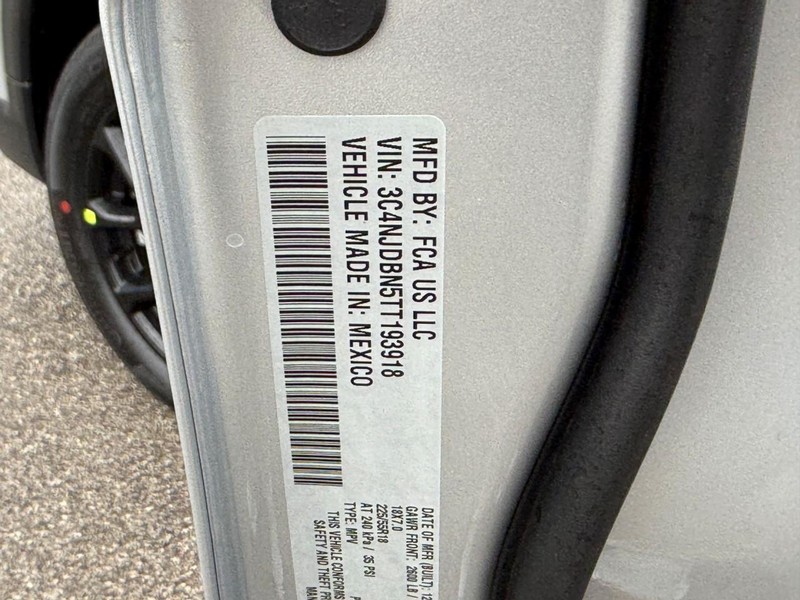 MFD BY: FCA US LLC
VIN: 3C4NJDBN5TT193918
VEHICLE MADE IN: MEXICO
DATE OF MFR (BUILT): 12
GAWR FRONT: 2600 LB /
18X7.0
225/55R18
AT 240 kPa / 35 PSI
TYPE: MPV
THIS VEHICLE CONFORMS
SAFETY AND THEFT